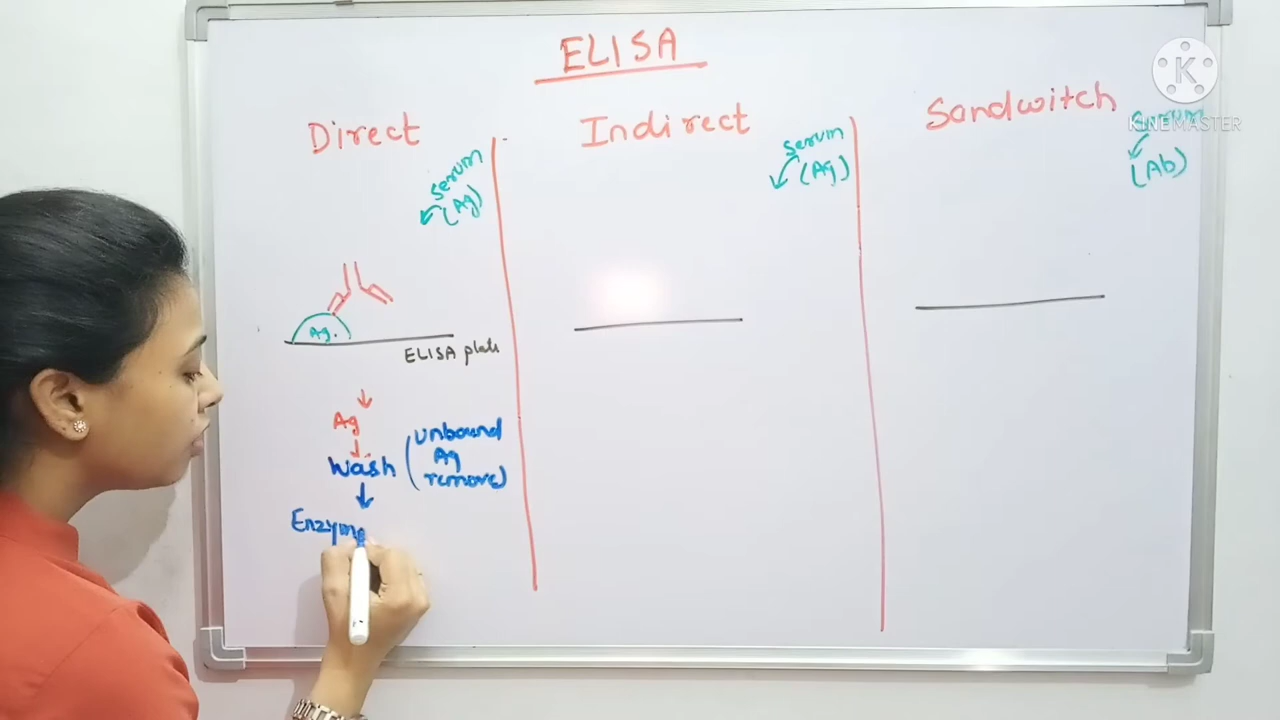 ELISA
Direct
Indirect
Sandwitch
K
KINEMASTER
Serum
(Ag)
Serum
(Ag)
Serum
(Ab)
Ag.
ELISA plate
Ag
Wash
(unbound
Ag
remove)
Enzyme